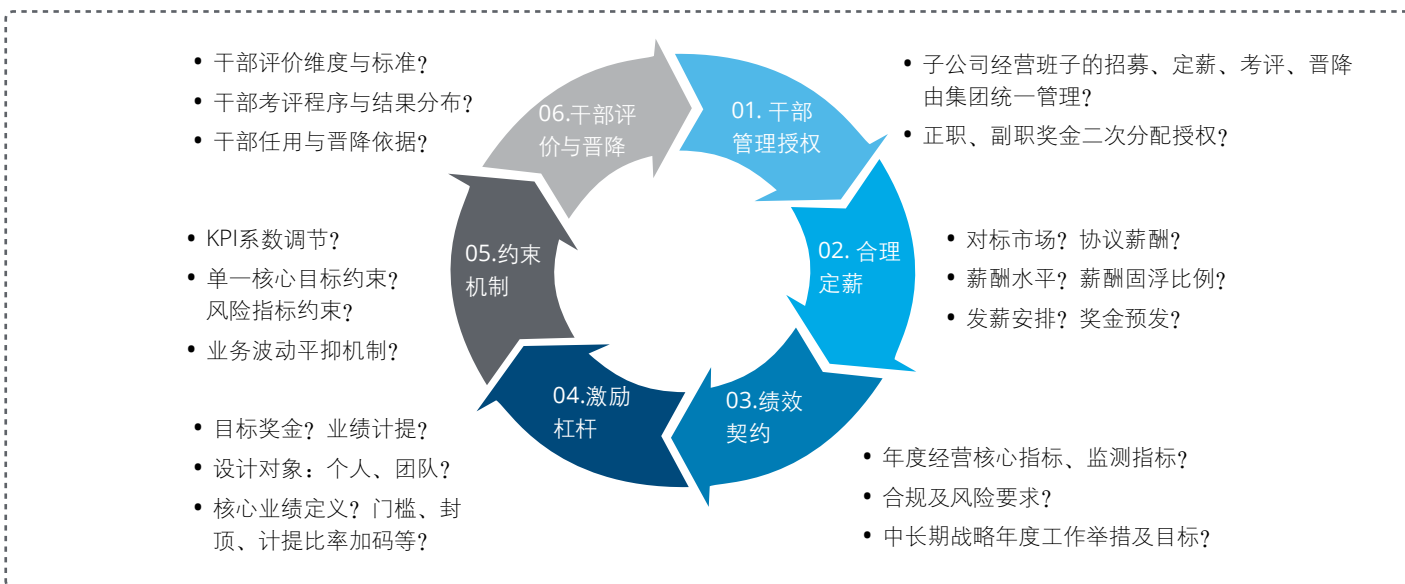 01. 干部
管理授权
• 子公司经营班子的招募、定薪、考评、晋降
由集团统一管理？
• 正职、副职奖金二次分配授权？
02. 合理
定薪
• 对标市场？协议薪酬？
• 薪酬水平？薪酬固浮比例？
• 发薪安排？奖金预发？
03.绩效
契约
• 年度经营核心指标、监测指标？
• 合规及风险要求？
• 中长期战略年度工作举措及目标？
04.激励
杠杆
• 目标奖金？业绩计提？
• 设计对象：个人、团队？
• 核心业绩定义？门槛、封
顶、计提比率加码等？
05.约束
机制
• KPI系数调节？
• 单一核心目标约束？
风险指标约束？
• 业务波动平抑机制？
06.干部评
价与晋降
• 干部评价维度与标准？
• 干部考评程序与结果分布？
• 干部任用与晋降依据？